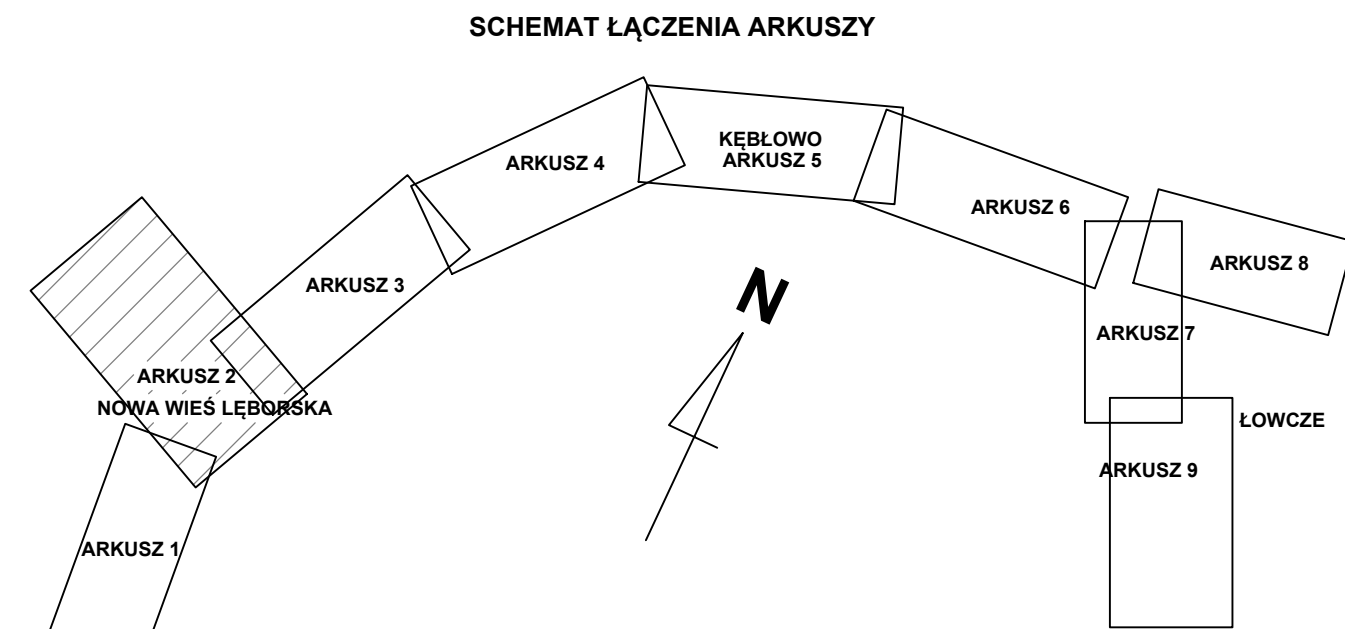 SCHEMAT ŁĄCZENIA ARKUSZY
KĘBŁOWO
ARKUSZ 5
ARKUSZ 4
ARKUSZ 6
ARKUSZ 8
ARKUSZ 3
N
ARKUSZ 7
ARKUSZ 2
NOWA WIEŚ LĘBORSKA
ŁOWCZE
ARKUSZ 9
ARKUSZ 1